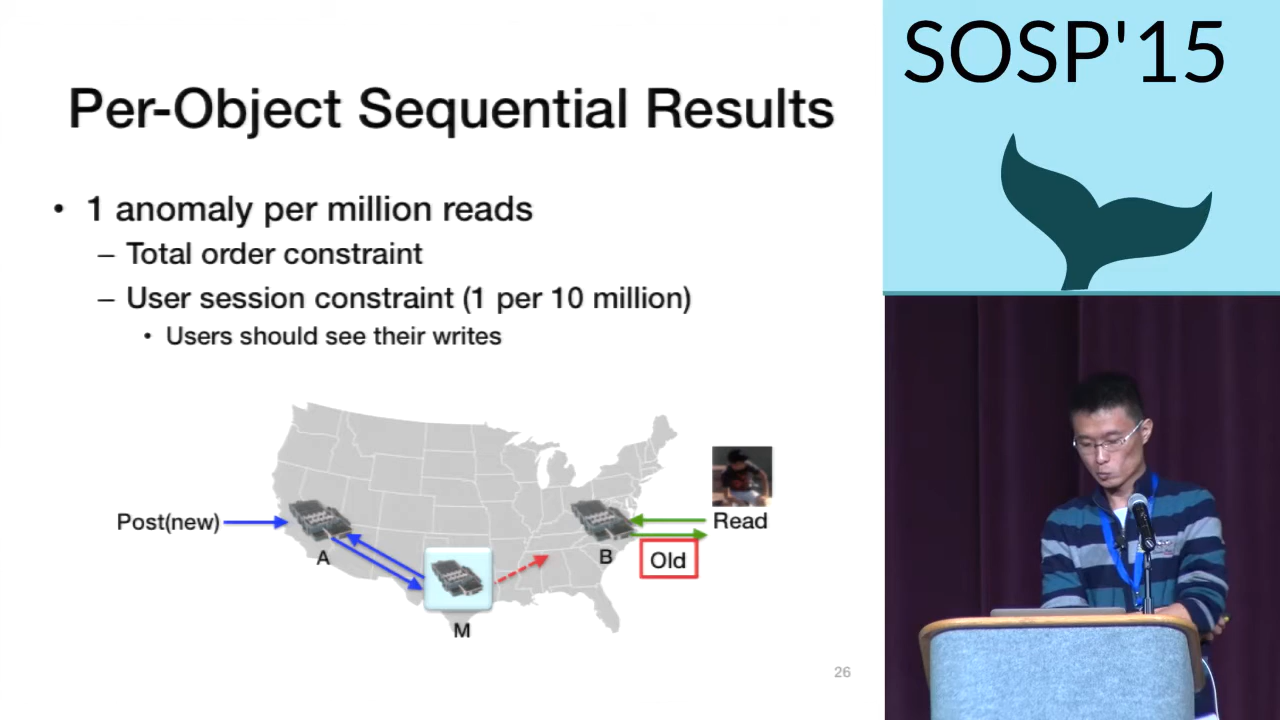 Per-Object Sequential Results
• 1 anomaly per million reads
– Total order constraint
– User session constraint (1 per 10 million)
• Users should see their writes
Post(new)
A
M
B
Read
Old
26
SOSP'15